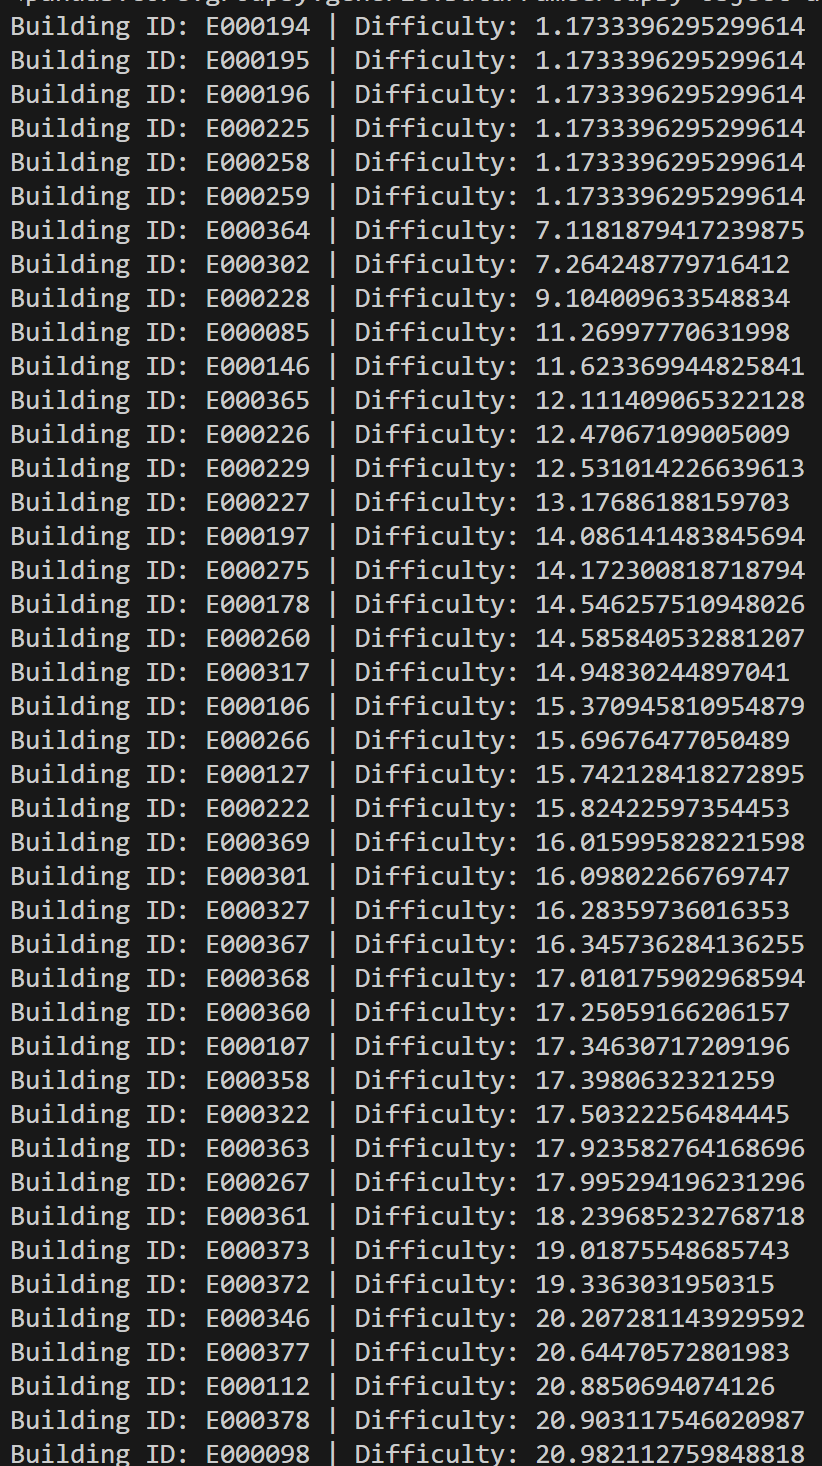 Building ID: E000194 | Difficulty: 1.1733396295299614
Building ID: E000195 | Difficulty: 1.1733396295299614
Building ID: E000196 | Difficulty: 1.1733396295299614
Building ID: E000225 | Difficulty: 1.1733396295299614
Building ID: E000258 | Difficulty: 1.1733396295299614
Building ID: E000259 | Difficulty: 1.1733396295299614
Building ID: E000364 | Difficulty: 7.1181879417239875
Building ID: E000302 | Difficulty: 7.264248779716412
Building ID: E000228 | Difficulty: 9.104009633548834
Building ID: E000085 | Difficulty: 11.26997770631998
Building ID: E000146 | Difficulty: 11.623369944825841
Building ID: E000365 | Difficulty: 12.111409065322128
Building ID: E000226 | Difficulty: 12.47067109005009
Building ID: E000229 | Difficulty: 12.531014226639613
Building ID: E000227 | Difficulty: 13.17686188159703
Building ID: E000197 | Difficulty: 14.086141483845694
Building ID: E000275 | Difficulty: 14.172300818718794
Building ID: E000178 | Difficulty: 14.546257510948026
Building ID: E000260 | Difficulty: 14.585840532881207
Building ID: E000317 | Difficulty: 14.94830244897041
Building ID: E000106 | Difficulty: 15.370945810954879
Building ID: E000266 | Difficulty: 15.69676477050489
Building ID: E000127 | Difficulty: 15.742128418272895
Building ID: E000222 | Difficulty: 15.82422597354453
Building ID: E000369 | Difficulty: 16.015995828221598
Building ID: E000301 | Difficulty: 16.09802266769747
Building ID: E000327 | Difficulty: 16.28359736016353
Building ID: E000367 | Difficulty: 16.345736284136255
Building ID: E000368 | Difficulty: 17.010175902968594
Building ID: E000360 | Difficulty: 17.25059166206157
Building ID: E000107 | Difficulty: 17.34630717209196
Building ID: E000358 | Difficulty: 17.3980632321259
Building ID: E000322 | Difficulty: 17.50322256484445
Building ID: E000363 | Difficulty: 17.923582764168696
Building ID: E000267 | Difficulty: 17.995294196231296
Building ID: E000361 | Difficulty: 18.239685232768718
Building ID: E000373 | Difficulty: 19.01875548685743
Building ID: E000372 | Difficulty: 19.3363031950315
Building ID: E000346 | Difficulty: 20.207281143929592
Building ID: E000377 | Difficulty: 20.64470572801983
Building ID: E000112 | Difficulty: 20.8850694074126
Building ID: E000378 | Difficulty: 20.903117546020987
Building ID: E000098 | Difficulty: 20.982112759848818